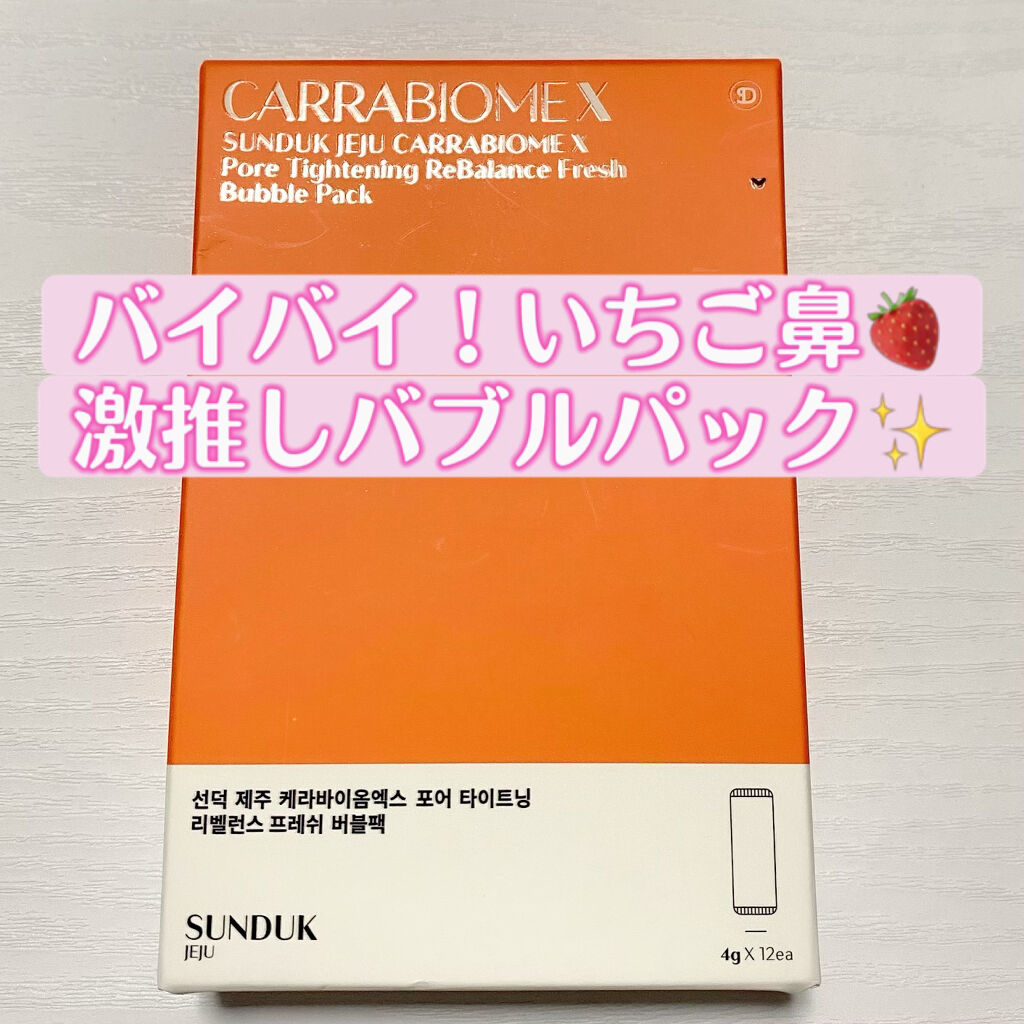 CARRABIOME X
SUNDUK JEJU CARRABIOME X
Pore Tightening ReBalance Fresh
Bubble Pack
バイバイ！いちご鼻🍓
激推しバブルパック✨
선덕 제주 케라바이옴엑스 포어 타이트닝
리벨런스 프레쉬 버블팩
SUNDUK
JEJU
4g X 12ea